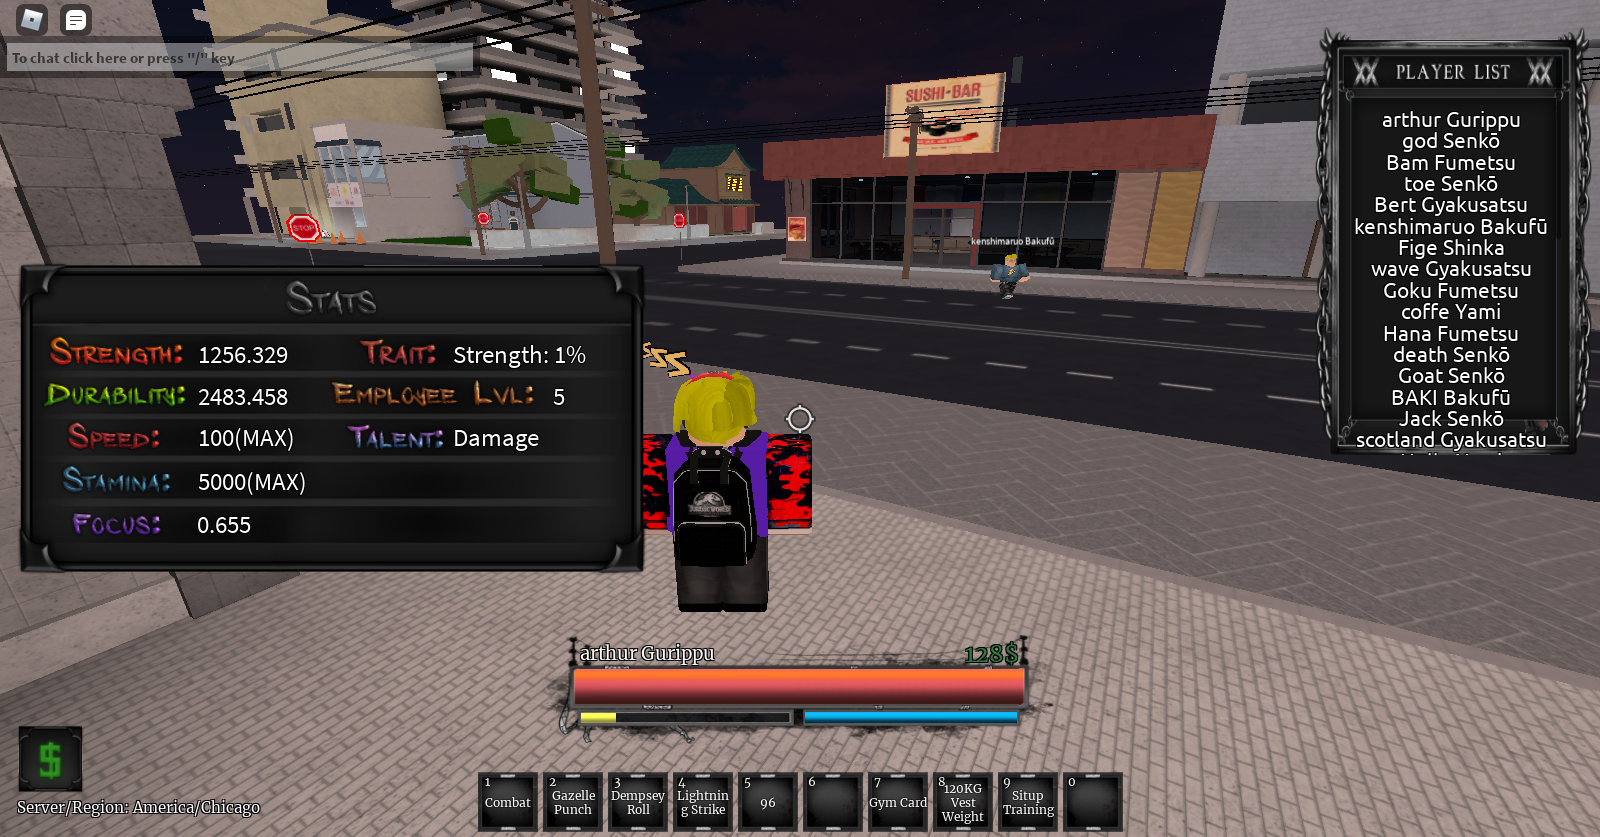 To chat click here or press "/" key
SUSHI-BAR
STOP
kenshimaruo Bakufū
PLAYER LIST
arthur Gurippu
god Senkō
Bam Fumetsu
toe Senkō
Bert Gyakusatsu
kenshimaruo Bakufū
Fige Shinka
wave Gyakusatsu
Goku Fumetsu
coffe Yami
Hana Fumetsu
death Senkō
Goat Senkō
BAKI Bakufū
Jack Senkō
scotland Gyakusatsu
STATS
STRENGTH: 1256.329
TRAIT: Strength: 1%
DURABILITY: 2483.458
EMPLOYEE LVL: 5
SPEED: 100(MAX)
TALENT: Damage
STAMINA: 5000(MAX)
FOCUS: 0.655
JURASSIC WORLD
arthur Gurippu
128$
$
Server/Region: America/Chicago
1
Combat
2
Gazelle
Punch
3
Dempsey
Roll
4
Lightnin
g Strike
5
96
6
7
Gym Card
8
120KG
Vest
Weight
9
Situp
Training
0